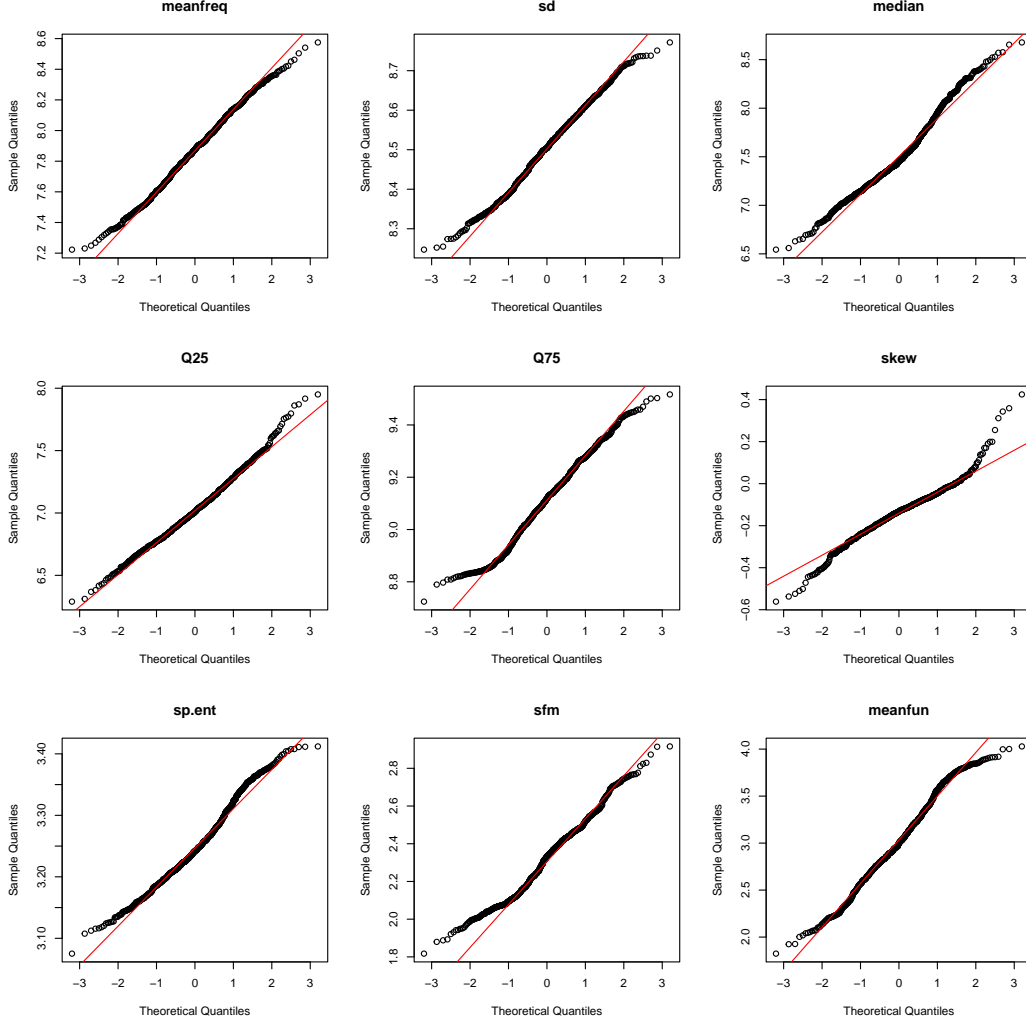 meanfreq
Sample Quantiles
7.2 7.4 7.6 7.8 8.0 8.2 8.4 8.6
−3 −2 −1 0 1 2 3
Theoretical Quantiles
sd
Sample Quantiles
8.3 8.4 8.5 8.6 8.7
−3 −2 −1 0 1 2 3
Theoretical Quantiles
median
Sample Quantiles
6.5 7.0 7.5 8.0 8.5
−3 −2 −1 0 1 2 3
Theoretical Quantiles
Q25
Sample Quantiles
6.5 7.0 7.5 8.0
−3 −2 −1 0 1 2 3
Theoretical Quantiles
Q75
Sample Quantiles
8.8 9.0 9.2 9.4
−3 −2 −1 0 1 2 3
Theoretical Quantiles
skew
Sample Quantiles
−0.6 −0.4 −0.2 0.0 0.2 0.4
−3 −2 −1 0 1 2 3
Theoretical Quantiles
sp.ent
Sample Quantiles
3.10 3.20 3.30 3.40
−3 −2 −1 0 1 2 3
Theoretical Quantiles
sfm
Sample Quantiles
1.8 2.0 2.2 2.4 2.6 2.8
−3 −2 −1 0 1 2 3
Theoretical Quantiles
meanfun
Sample Quantiles
2.0 2.5 3.0 3.5 4.0
−3 −2 −1 0 1 2 3
Theoretical Quantiles